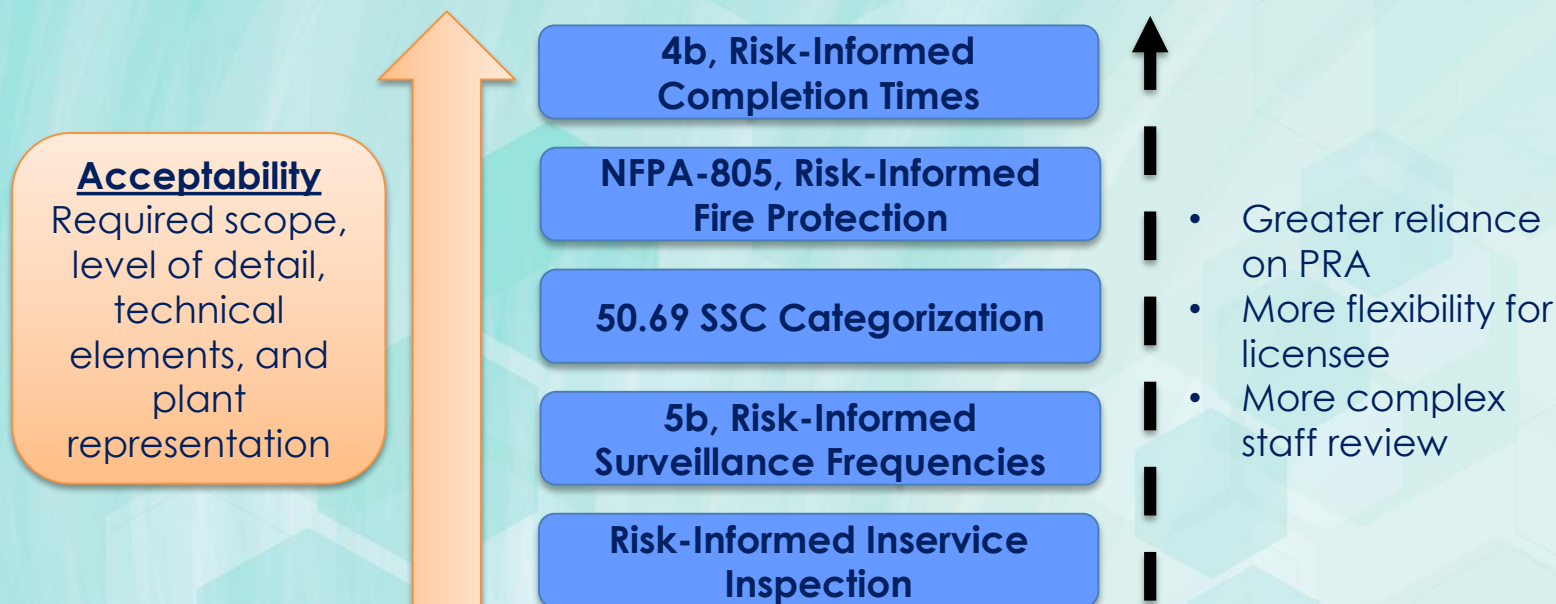 Acceptability
Required scope,
level of detail,
technical
elements, and
plant
representation
4b, Risk-Informed
Completion Times
NFPA-805, Risk-Informed
Fire Protection
50.69 SSC Categorization
5b, Risk-Informed
Surveillance Frequencies
Risk-Informed Inservice
Inspection
• Greater reliance
on PRA
• More flexibility for
licensee
• More complex
staff review